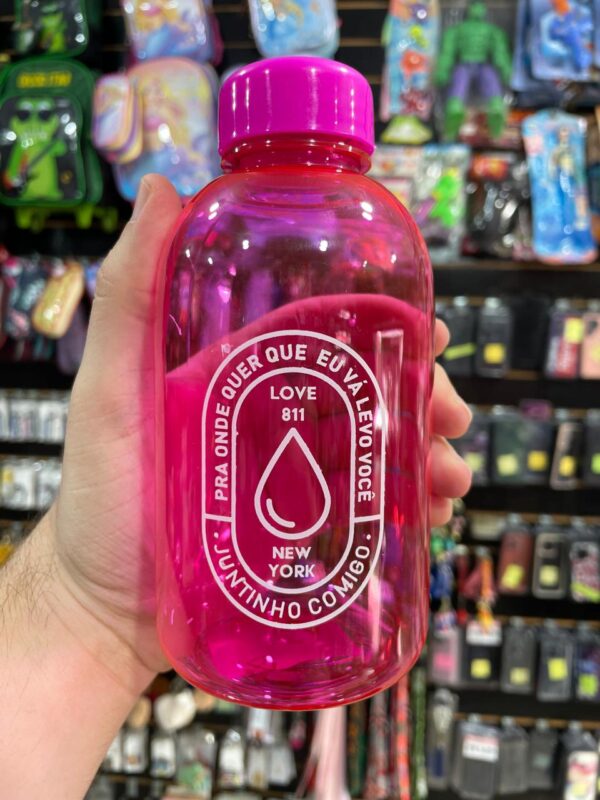 PRA ONDE QUER QUE EU VÁ LEVO VOCÊ
LOVE
811
NEW
YORK
• JUNTINHO COMIGO •